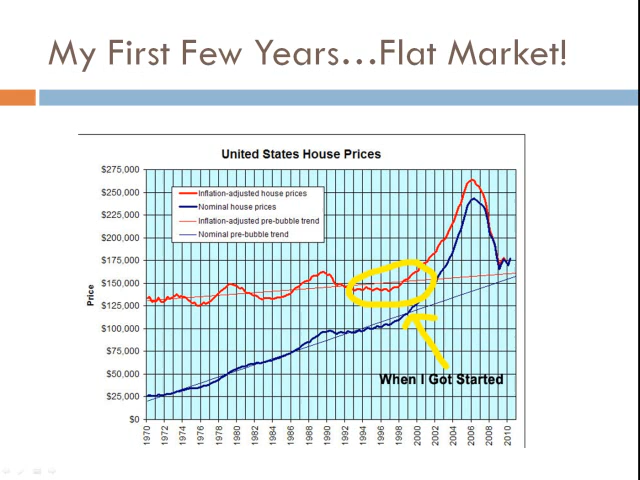 My First Few Years…Flat Market!
United States House Prices
$275,000
$250,000
$225,000
$200,000
$175,000
$150,000
$125,000
$100,000
$75,000
$50,000
$25,000
$0
Price
Inflation-adjusted house prices
Nominal house prices
Inflation-adjusted pre-bubble trend
Nominal pre-bubble trend
When I Got Started
1970 1972 1974 1976 1978 1980 1982 1984 1986 1988 1990 1992 1994 1996 1998 2000 2002 2004 2006 2008 2010